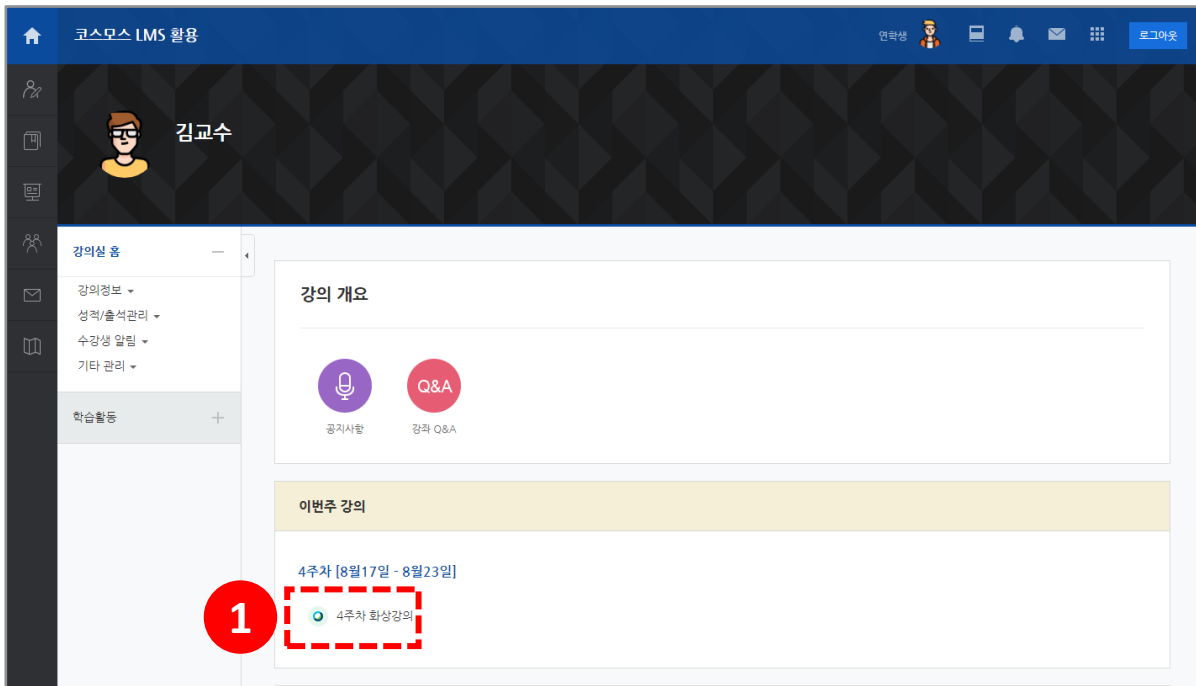 코스모스 LMS 활용
연학생
로그아웃
김교수
강의실 홈
강의정보
성적/출석관리
수강생 알림
기타 관리
학습활동
강의 개요
Q&A
공지사항
강좌 Q&A
이번주 강의
4주차 [8월17일 - 8월23일]
1
4주차 화상강의